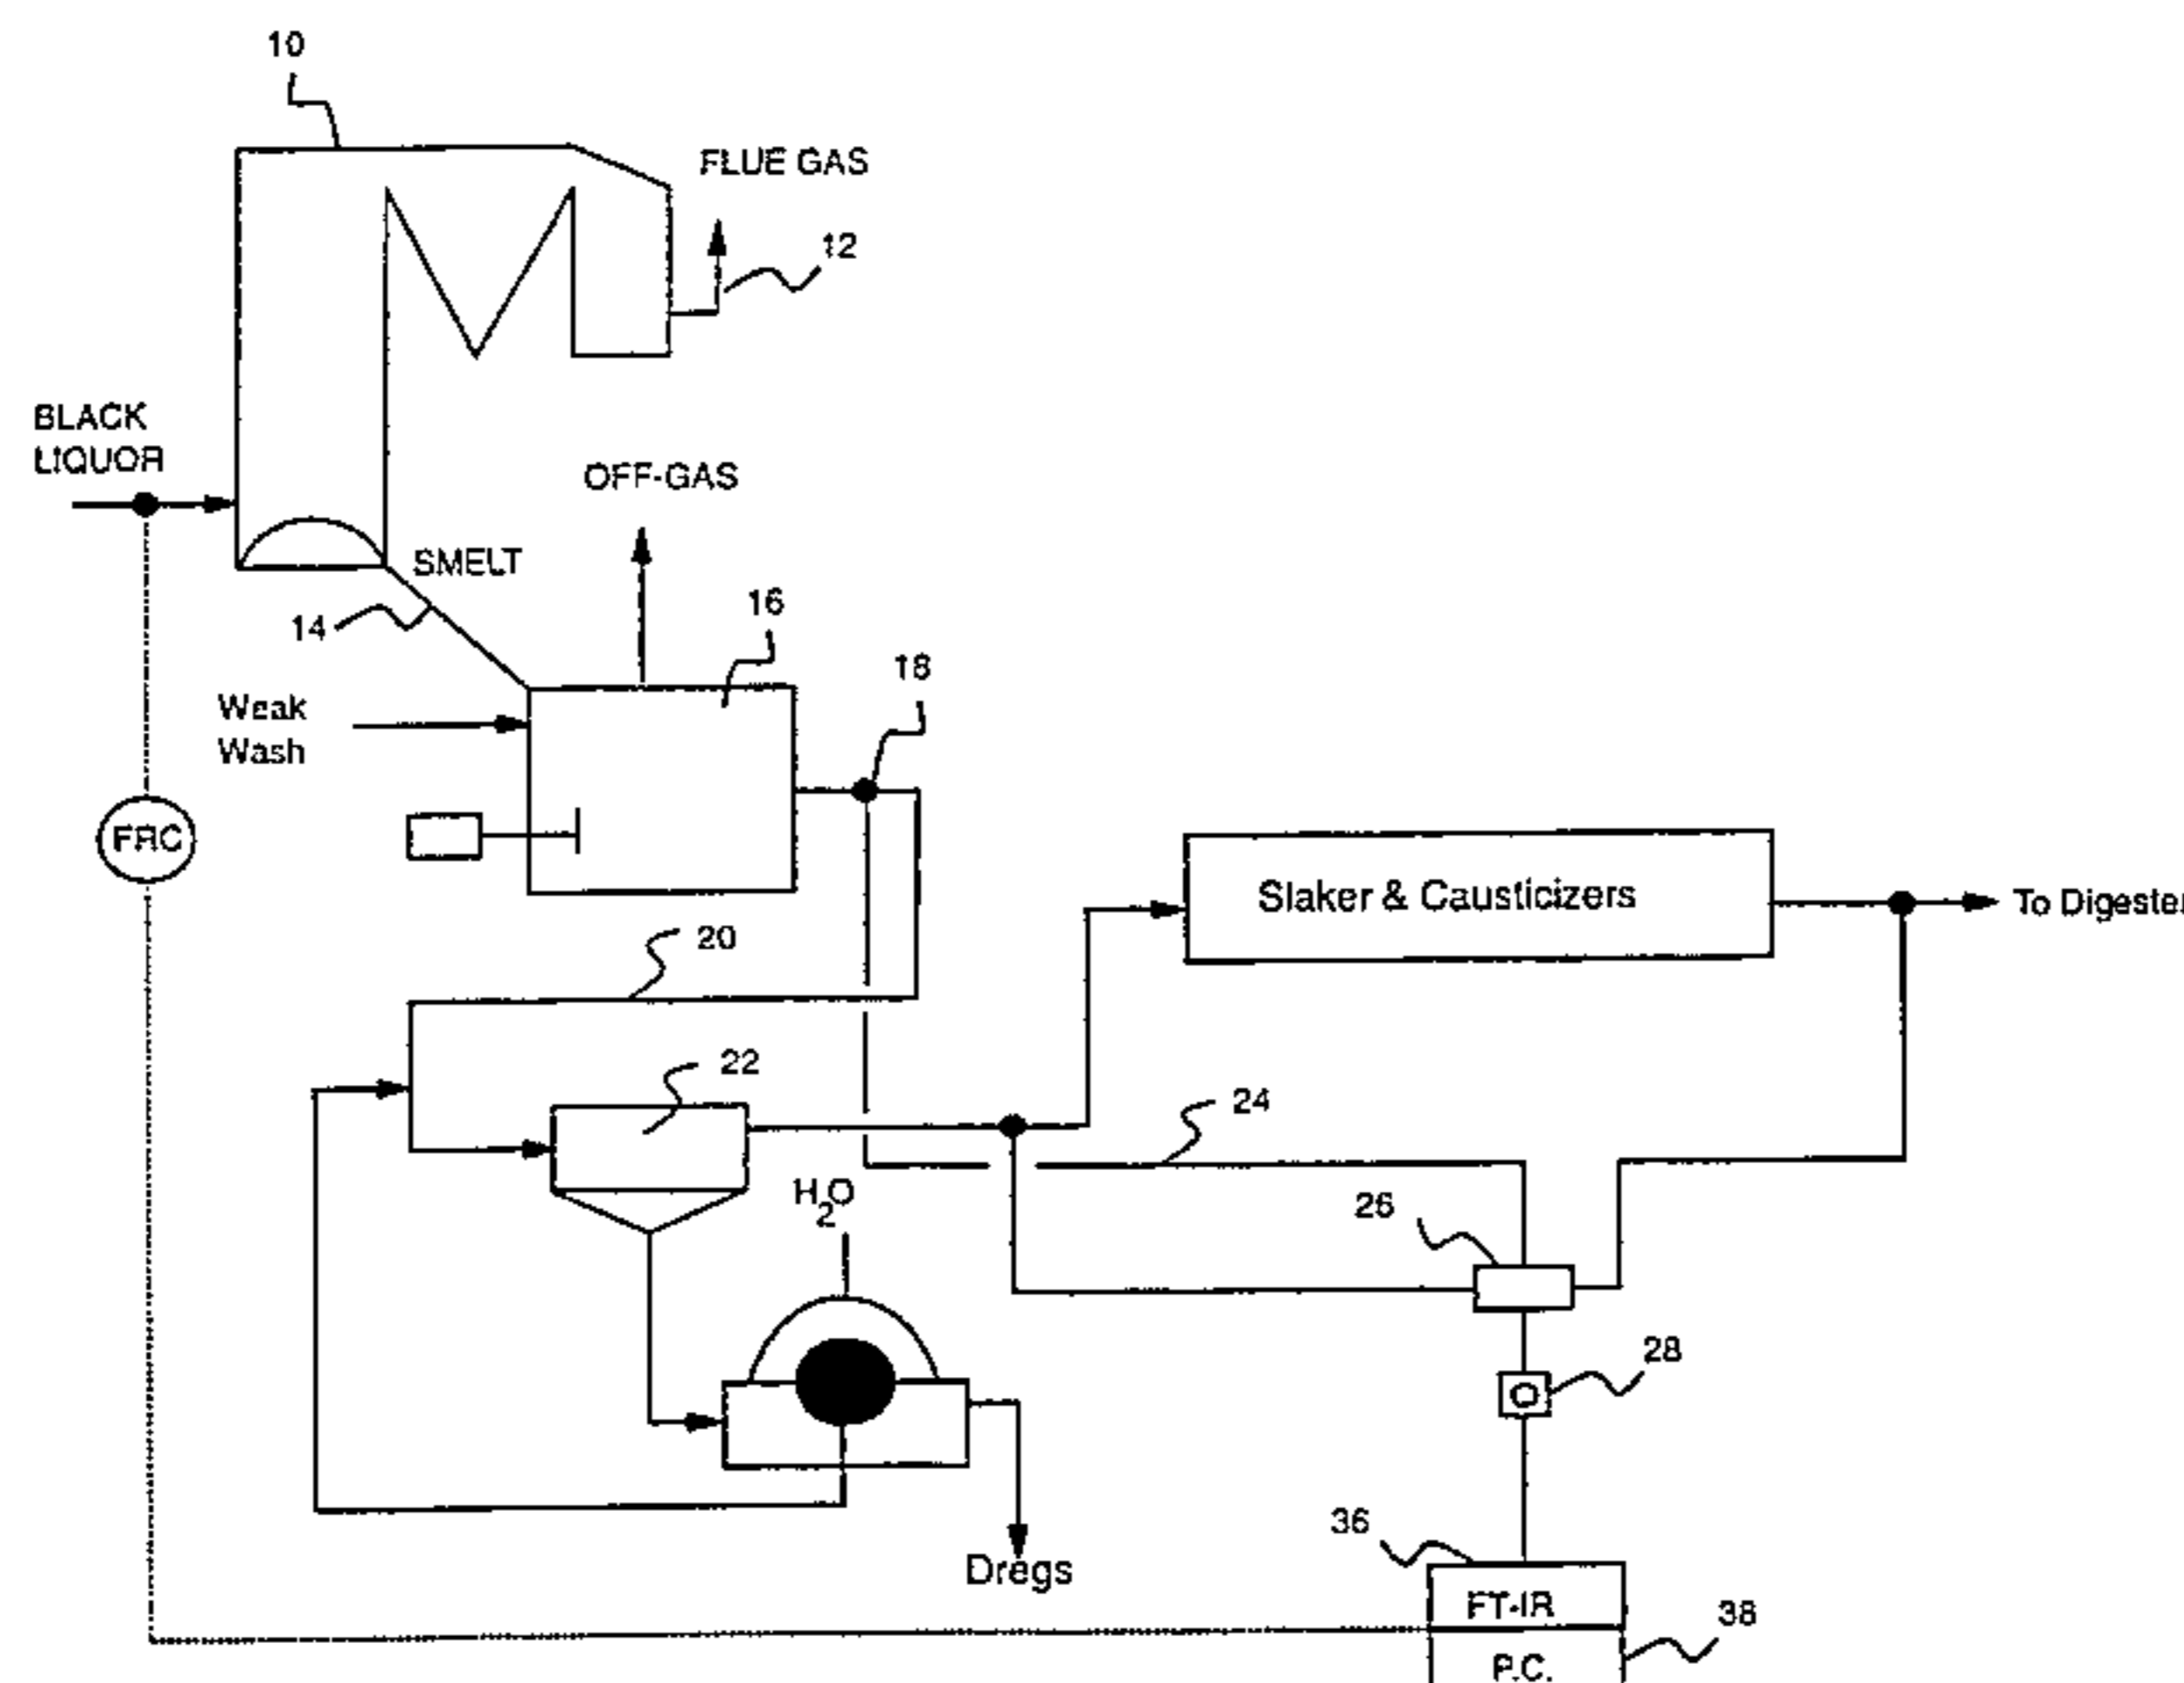 10
FLUE GAS
12
BLACK
LIQUOR
OFF-GAS
SMELT
14
16
18
Weak
Wash
FRC
Slaker & Causticizers
To Digester
20
22
24
H2O
26
28
36
Dregs
FT-IR
38
P.C.